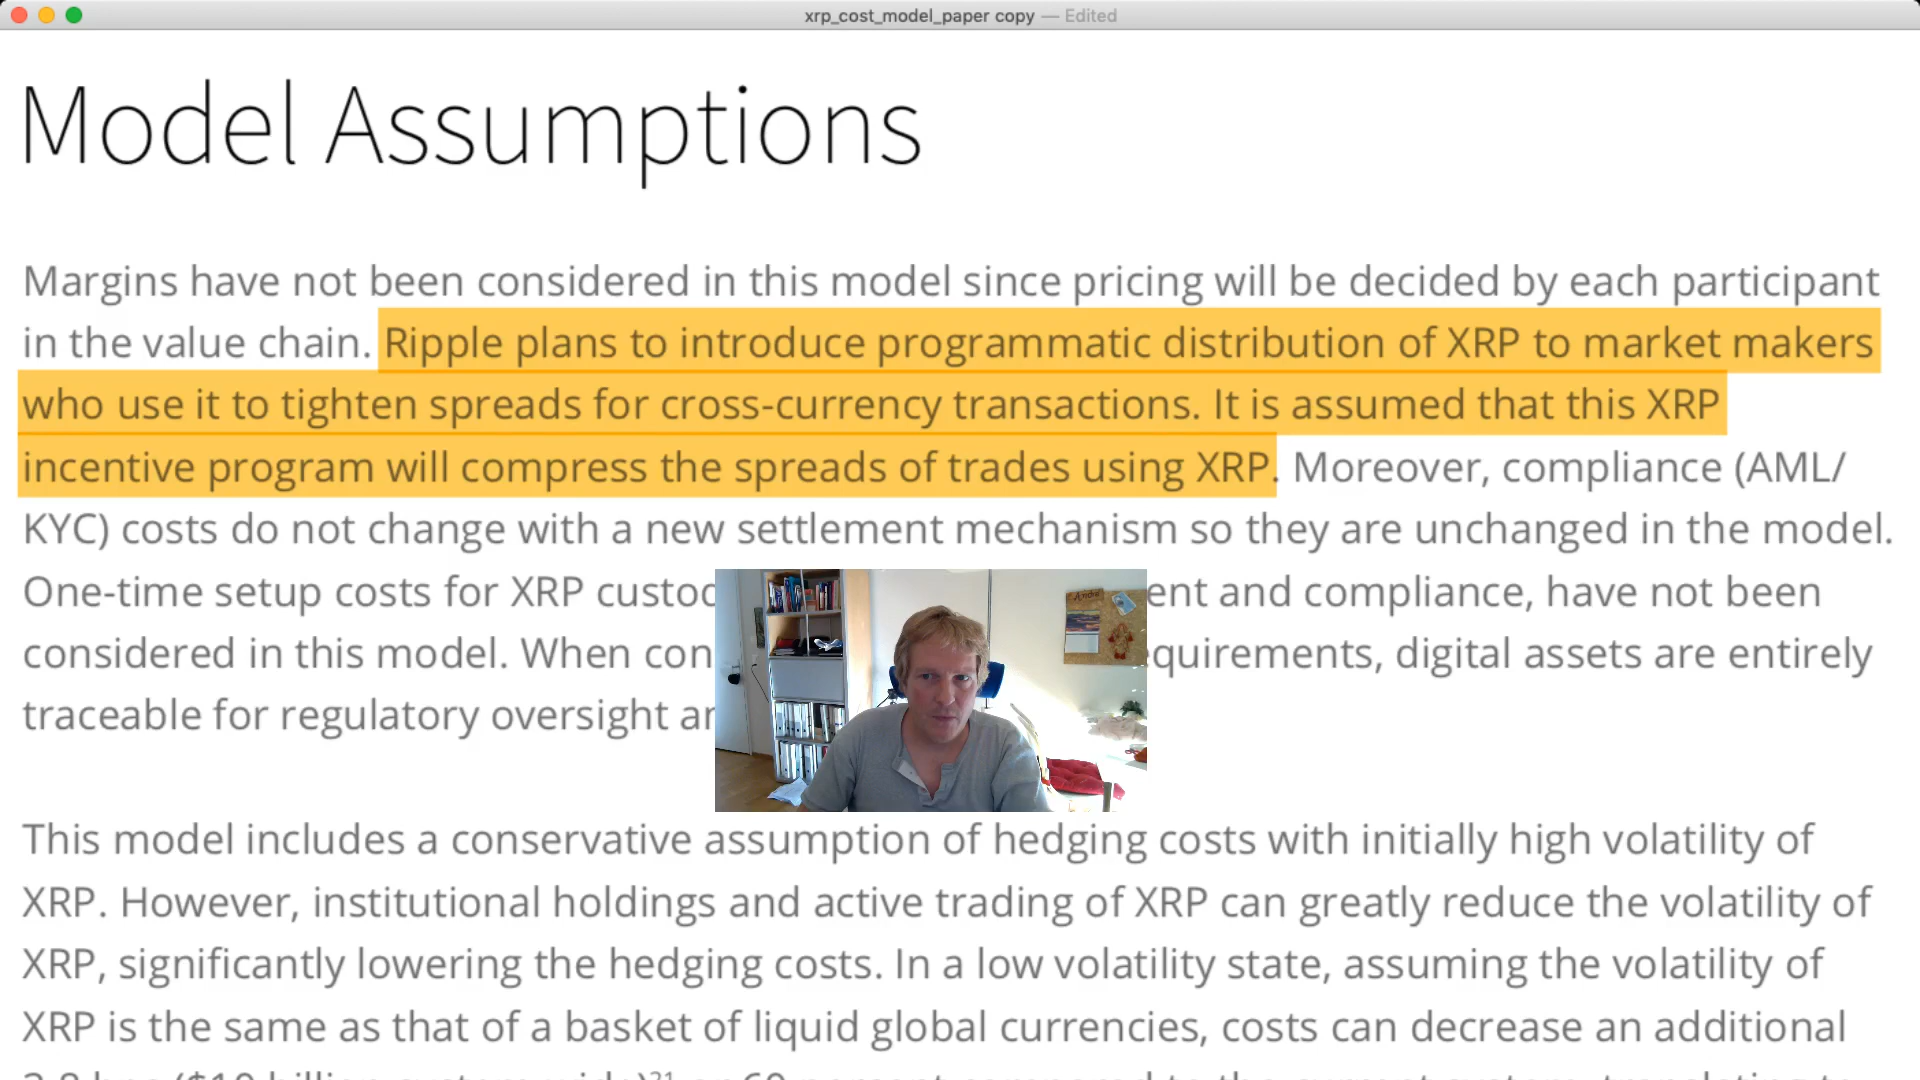 xrp_cost_model_paper copy — Edited
Model Assumptions
Margins have not been considered in this model since pricing will be decided by each participant
in the value chain. Ripple plans to introduce programmatic distribution of XRP to market makers
who use it to tighten spreads for cross-currency transactions. It is assumed that this XRP
incentive program will compress the spreads of trades using XRP. Moreover, compliance (AML/
KYC) costs do not change with a new settlement mechanism so they are unchanged in the model.
One-time setup costs for XRP and compliance, have not been
considered in this model. When digital assets are entirely
traceable for regulatory oversight
This model includes a conservative assumption of hedging costs with initially high volatility of
XRP. However, institutional holdings and active trading of XRP can greatly reduce the volatility of
XRP, significantly lowering the hedging costs. In a low volatility state, assuming the volatility of
XRP is the same as that of a basket of liquid global currencies, costs can decrease an additional